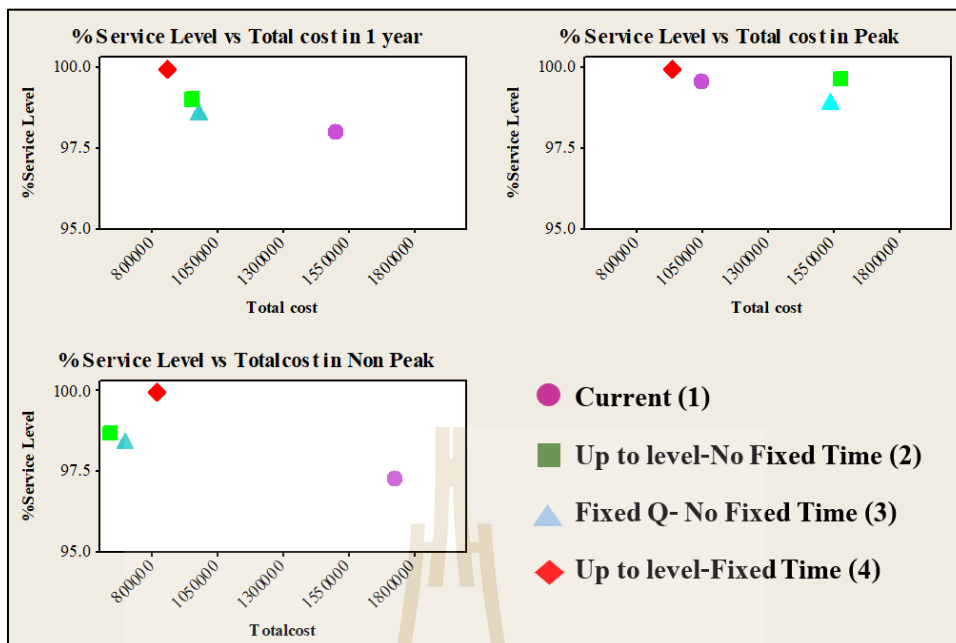 % Service Level vs Total cost in 1 year
%Service Level
100.0
97.5
95.0
800000
1050000
1300000
1550000
1800000
Total cost
% Service Level vs Total cost in Peak
%Service Level
100.0
97.5
95.0
800000
1050000
1300000
1550000
1800000
Total cost
% Service Level vs Totalcost in Non Peak
%Service Level
100.0
97.5
95.0
800000
1050000
1300000
1550000
1800000
Totalcost
Current (1)
Up to level-No Fixed Time (2)
Fixed Q- No Fixed Time (3)
Up to level-Fixed Time (4)